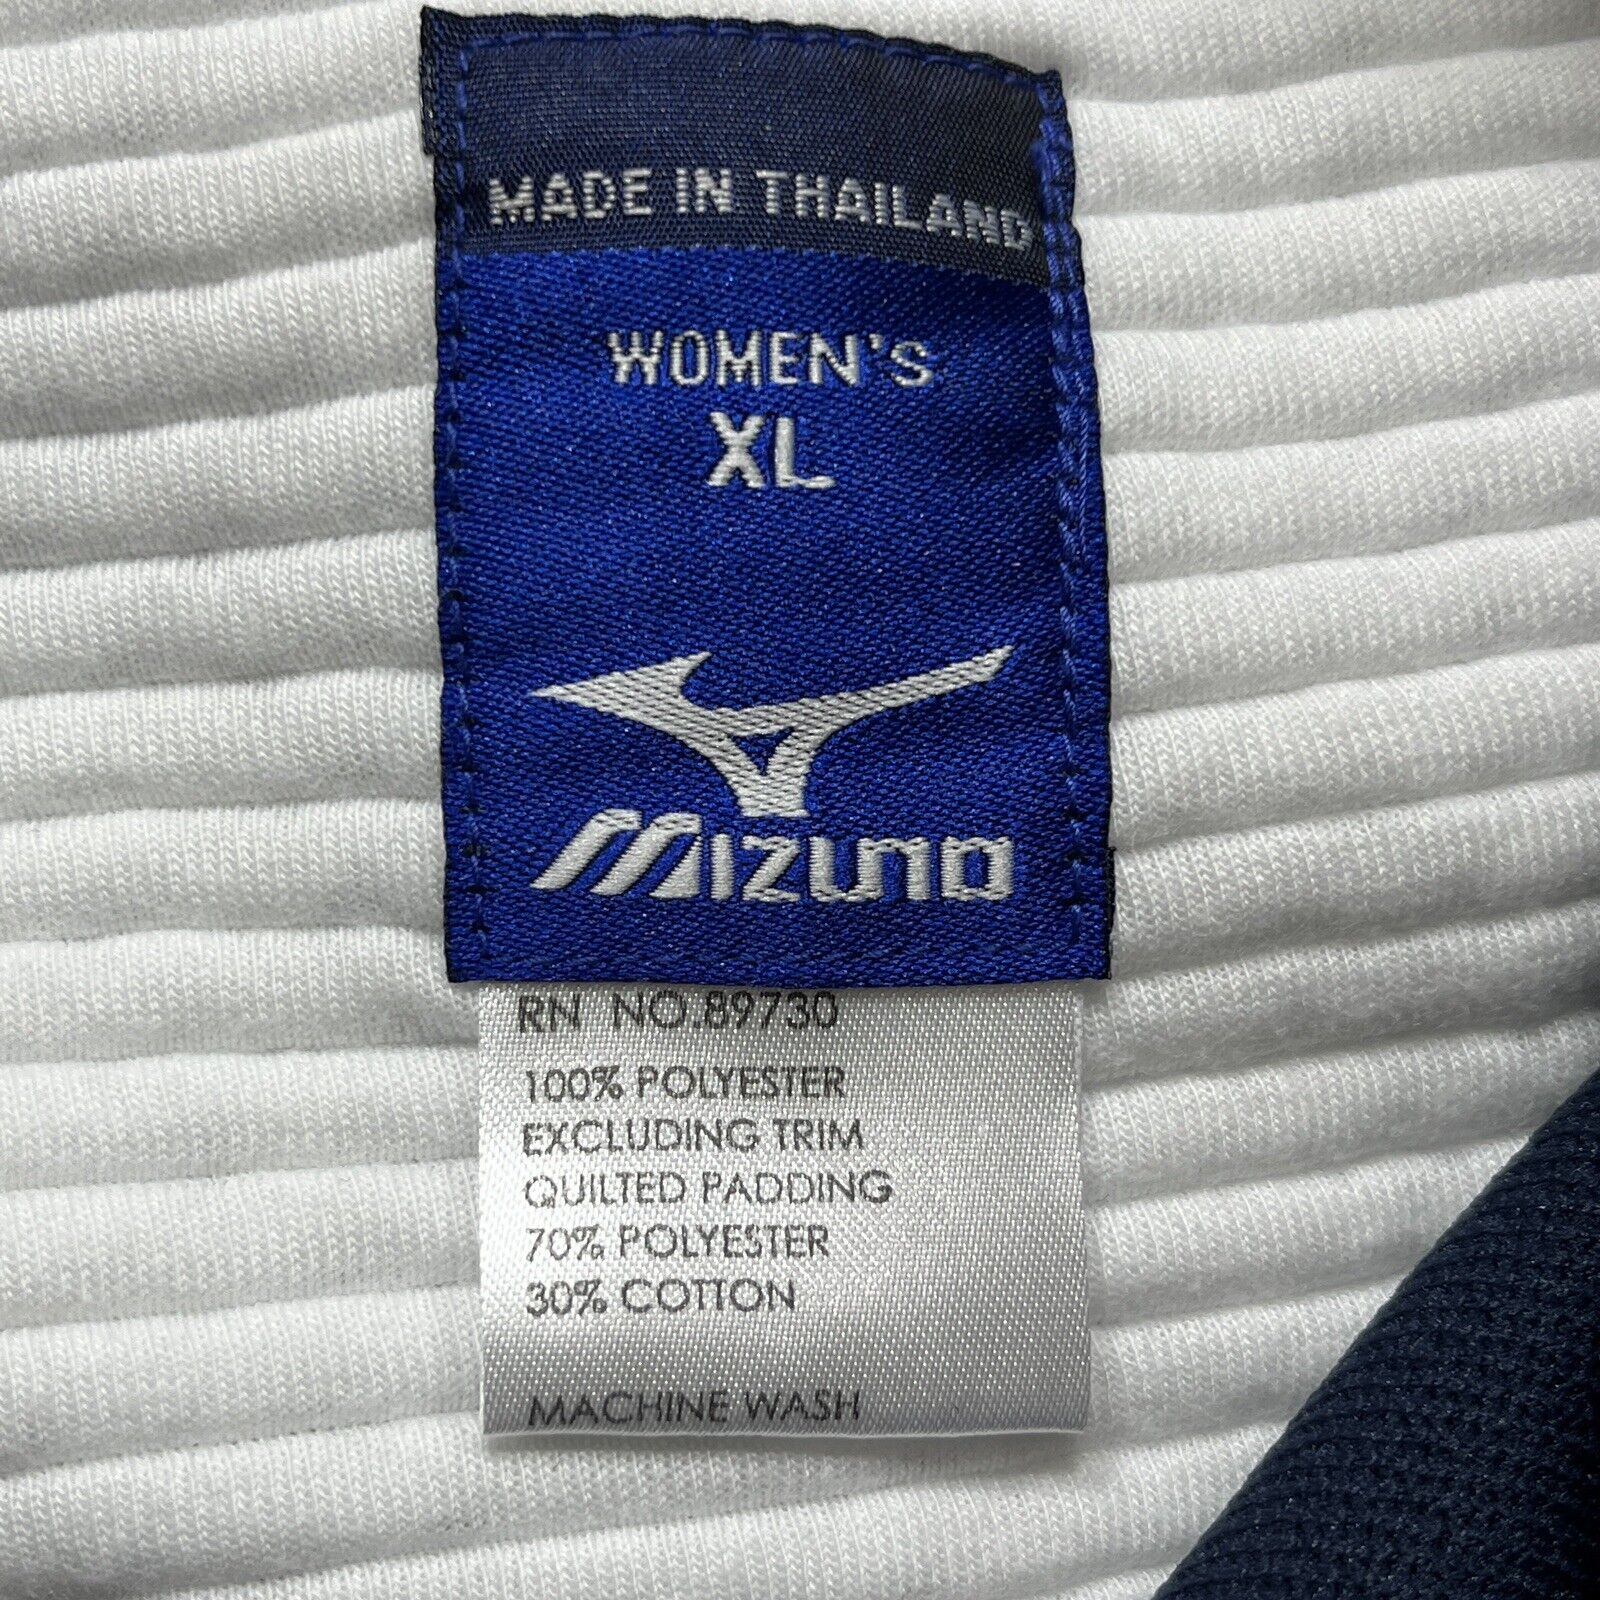 MADE IN THAILAND
WOMEN'S
XL
MIZUNO
RN NO.89730
100% POLYESTER
EXCLUDING TRIM
QUILTED PADDING
70% POLYESTER
30% COTTON
MACHINE WASH